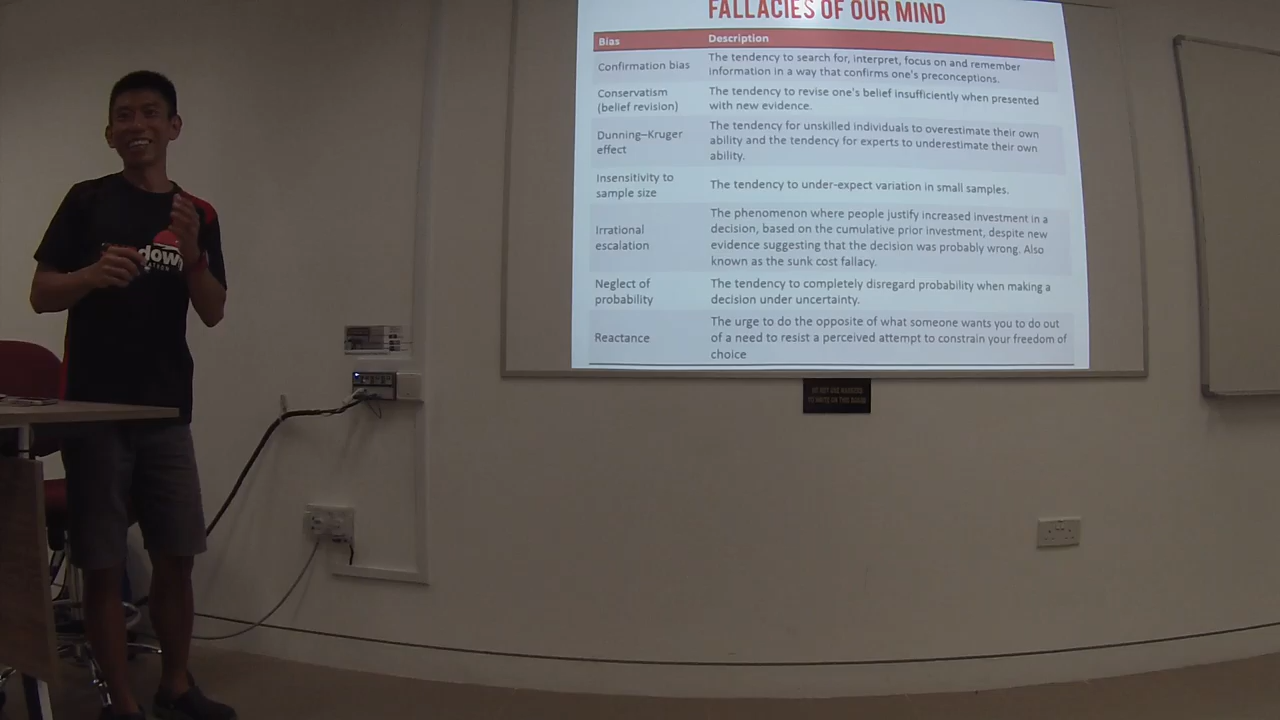 FALLACIES OF OUR MIND
Bias Description
Confirmation bias The tendency to search for, interpret, focus on and remember
information in a way that confirms one's preconceptions.
Conservatism The tendency to revise one's belief insufficiently when presented
(belief revision) with new evidence.
Dunning–Kruger The tendency for unskilled individuals to overestimate their own
effect ability and the tendency for experts to underestimate their own
ability.
Insensitivity to
sample size The tendency to under-expect variation in small samples.
The phenomenon where people justify increased investment in a
Irrational decision, based on the cumulative prior investment, despite new
escalation evidence suggesting that the decision was probably wrong. Also
known as the sunk cost fallacy.
Neglect of The tendency to completely disregard probability when making a
probability decision under uncertainty.
The urge to do the opposite of what someone wants you to do out
Reactance of a need to resist a perceived attempt to constrain your freedom of
choice
down